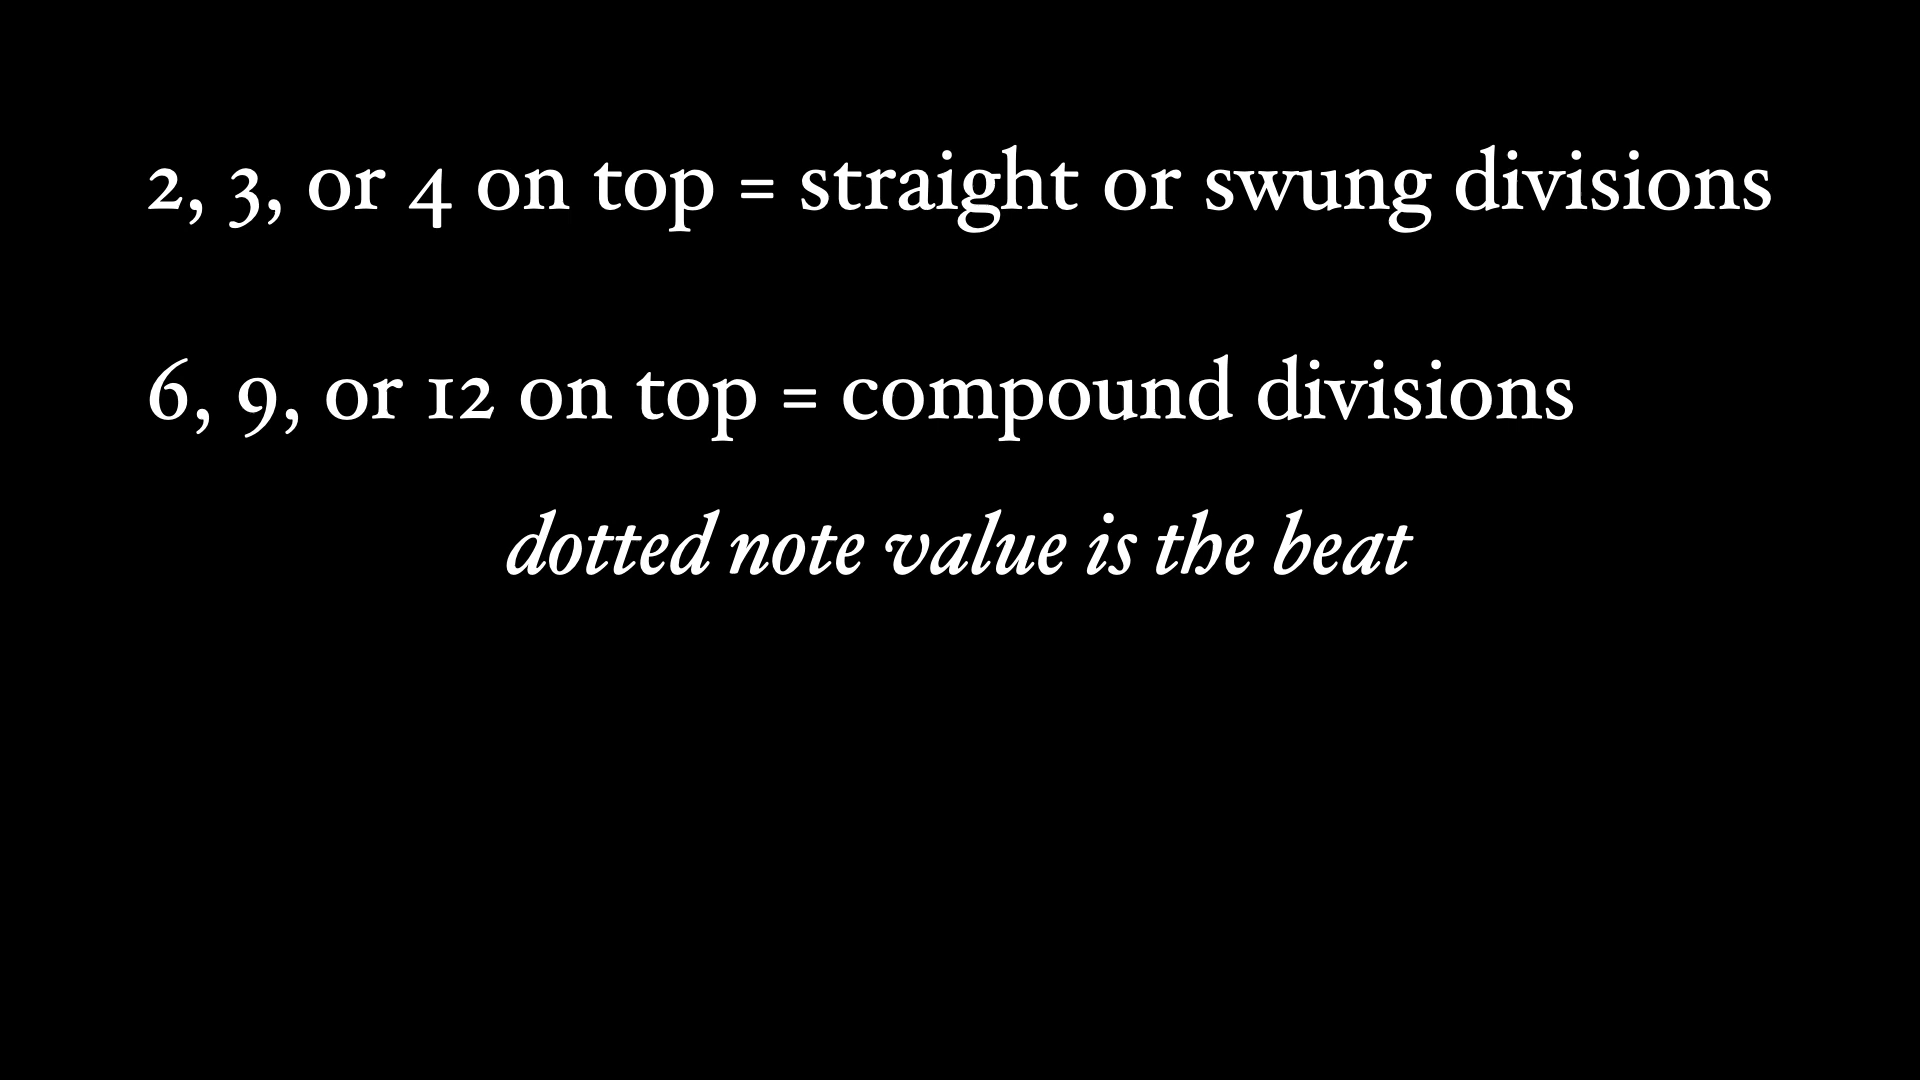 2, 3, or 4 on top = straight or swung divisions
6, 9, or 12 on top = compound divisions
dotted note value is the beat